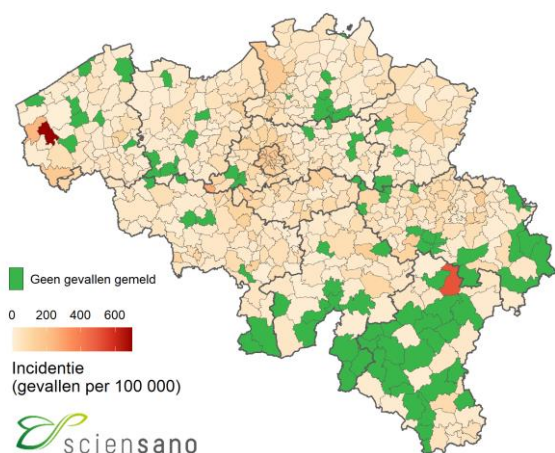 Geen gevallen gemeld
0 200 400 600
Incidentie
(gevallen per 100 000)
sciensano